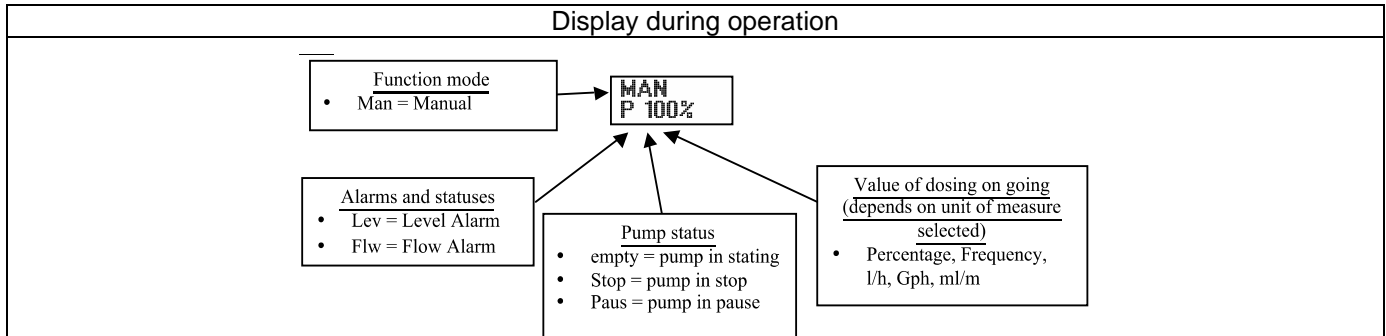 Display during operation
Function mode
• Man = Manual
MAN
P 100%
Alarms and statuses
• Lev = Level Alarm
• Flw = Flow Alarm
Pump status
• empty = pump in stating
• Stop = pump in stop
• Paus = pump in pause
Value of dosing on going
(depends on unit of measure
selected)
• Percentage, Frequency,
l/h, Gph, ml/m